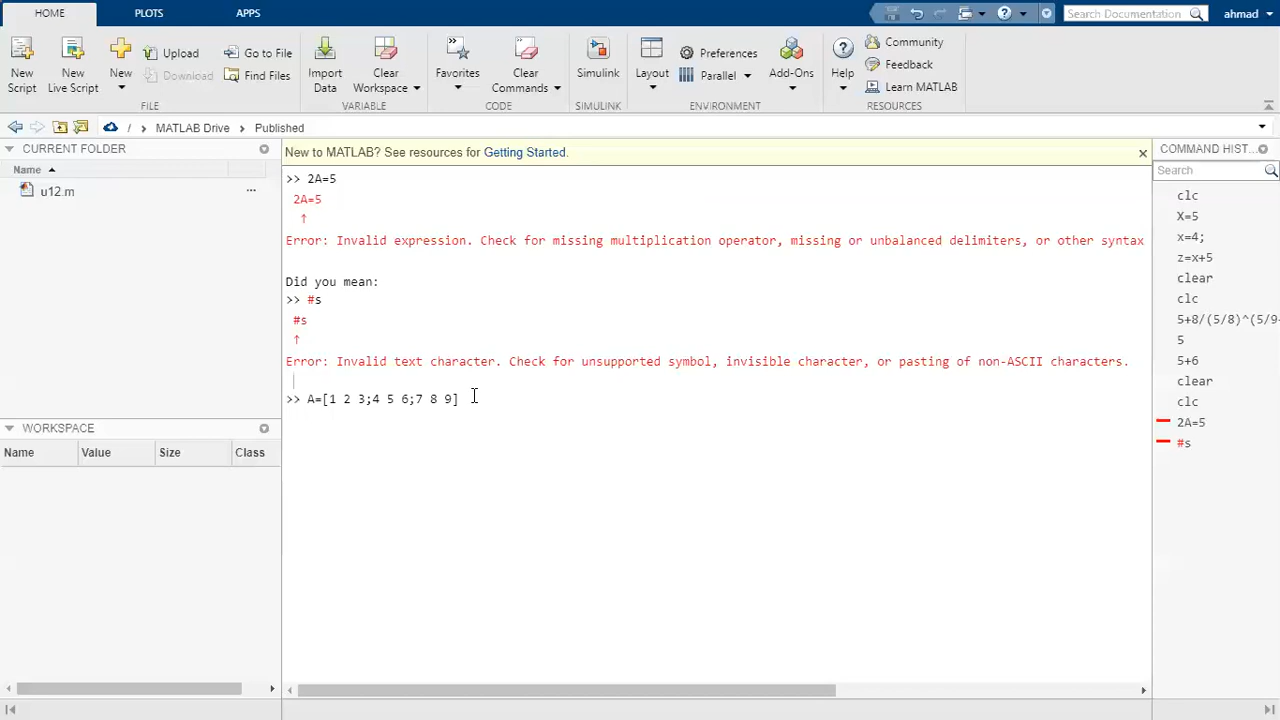 HOME PLOTS APPS
Search Documentation
ahmad
New Script
New Live Script
New
Upload
Download
Go to File
Find Files
FILE
Import Data
Clear Workspace
VARIABLE
Favorites
Clear Commands
CODE
Simulink
SIMULINK
Layout
Preferences
Parallel
Add-Ons
ENVIRONMENT
Help
Community
Feedback
Learn MATLAB
RESOURCES
/ MATLAB Drive Published
CURRENT FOLDER
Name
u12.m
WORKSPACE
Name Value Size Class
New to MATLAB? See resources for Getting Started.
>> 2A=5
2A=5
↑
Error: Invalid expression. Check for missing multiplication operator, missing or unbalanced delimiters, or other syntax
Did you mean:
>> #s
#s
↑
Error: Invalid text character. Check for unsupported symbol, invisible character, or pasting of non-ASCII characters.
>> A=[1 2 3;4 5 6;7 8 9]
COMMAND HIST...
Search
clc
X=5
x=4;
z=x+5
clear
clc
5+8/(5/8)^(5/9
5
5+6
clear
clc
2A=5
#s